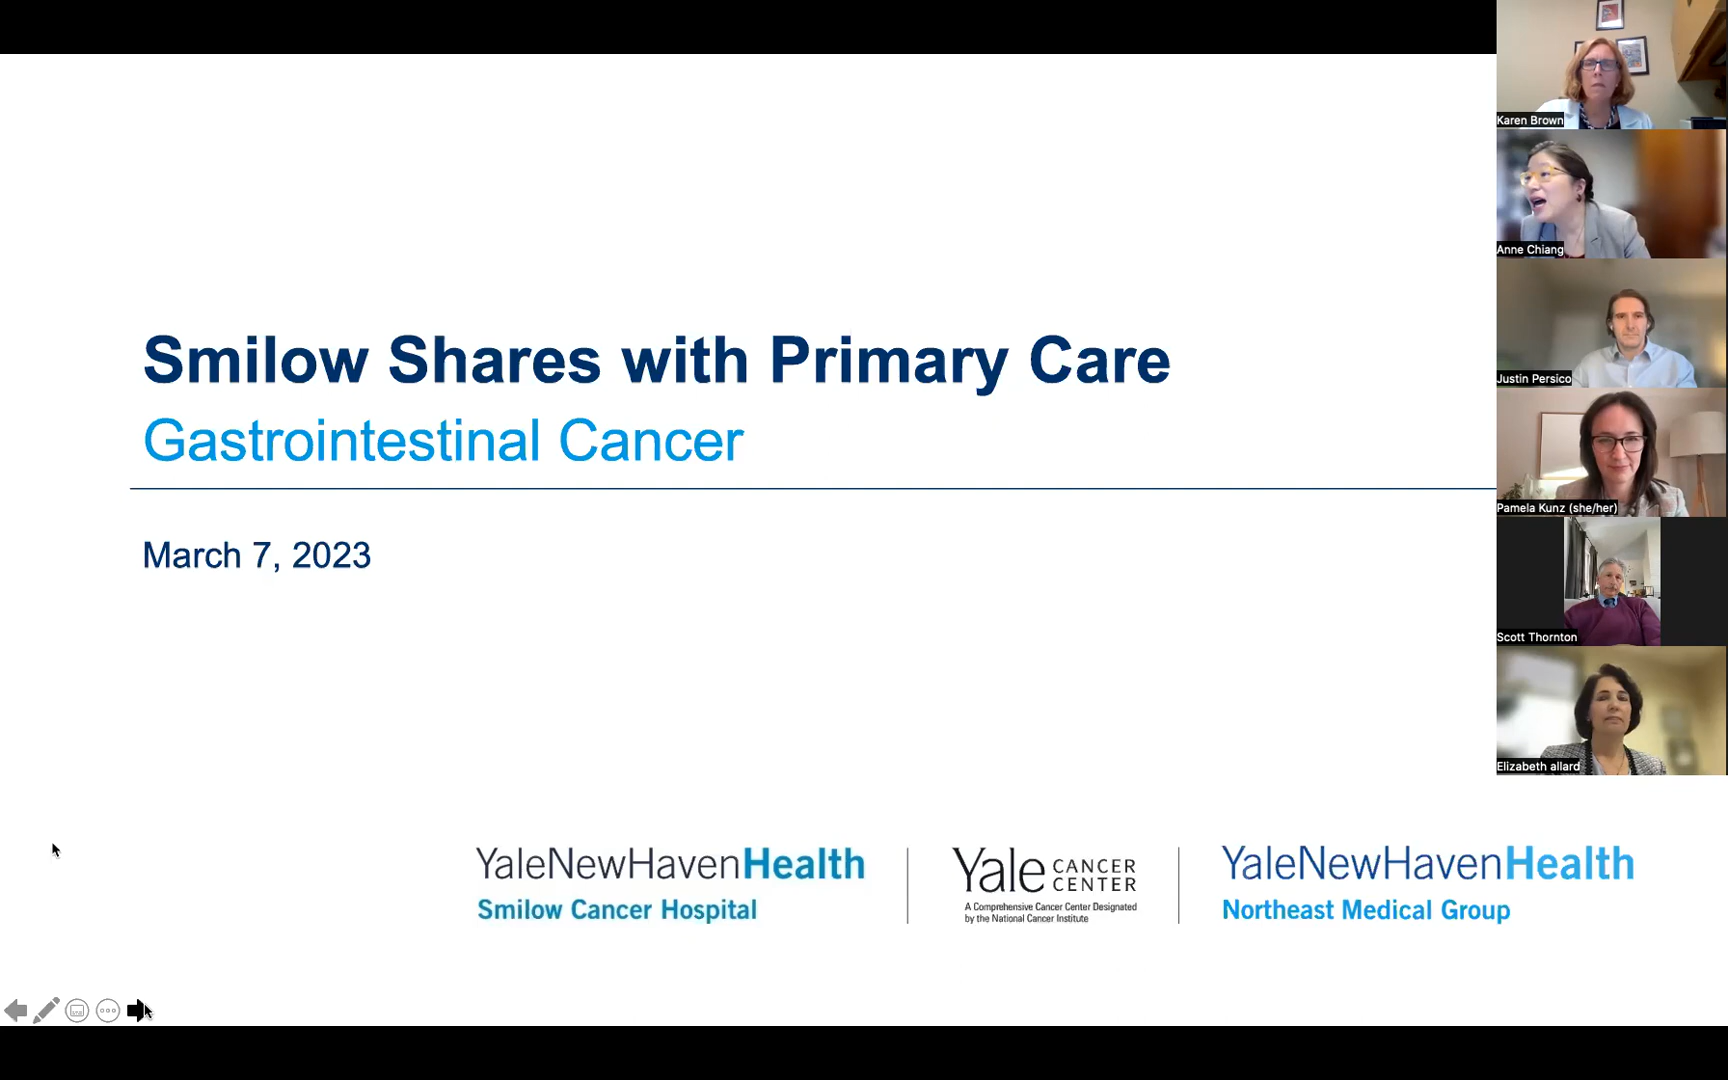 Smilow Shares with Primary Care
Gastrointestinal Cancer
March 7, 2023
YaleNewHavenHealth
Smilow Cancer Hospital
Yale CANCER CENTER
A Comprehensive Cancer Center Designated
by the National Cancer Institute
YaleNewHavenHealth
Northeast Medical Group
Karen Brown
Anne Chiang
Justin Persico
Pamela Kunz (she/her)
Scott Thornton
Elizabeth allard